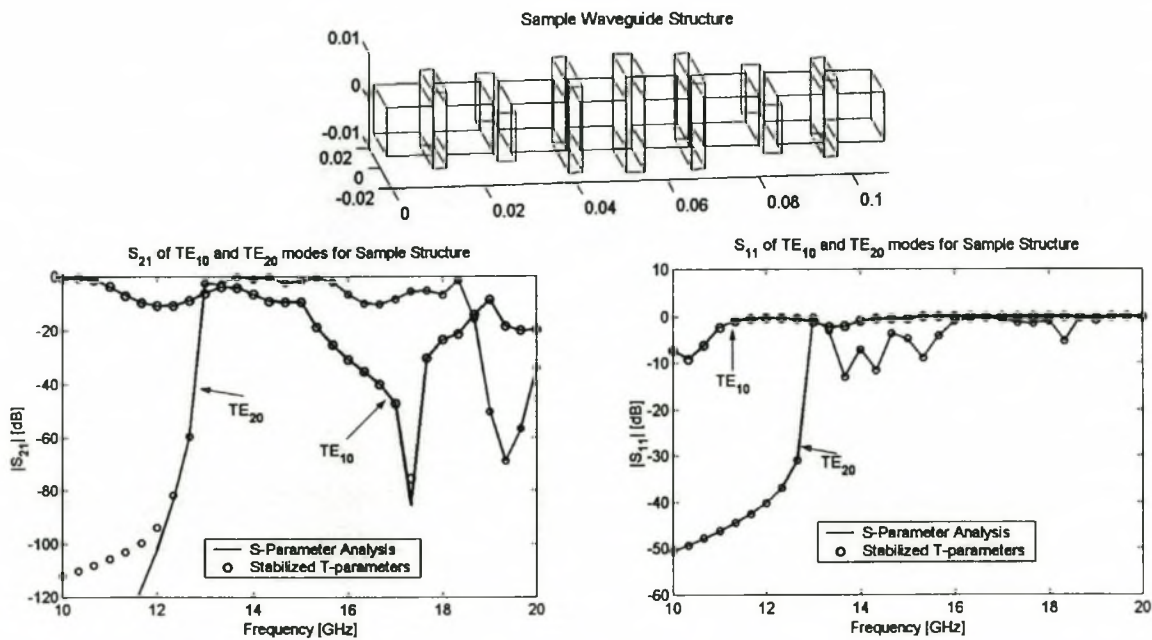 Sample Waveguide Structure
0.01
0
-0.01
0.02
0
-0.02
0
0.02
0.04
0.06
0.08
0.1
S21 of TE10 and TE20 modes for Sample Structure
0
-20
-40
-60
-80
-100
-120
|S21| [dB]
TE20
TE10
S-Parameter Analysis
Stabilized T-parameters
10
12
14
16
18
20
Frequency [GHz]
S11 of TE10 and TE20 modes for Sample Structure
10
0
-10
-20
-30
-40
-50
-60
|S11| [dB]
TE10
TE20
S-Parameter Analysis
Stabilized T-parameters
10
12
14
16
18
20
Frequency [GHz]